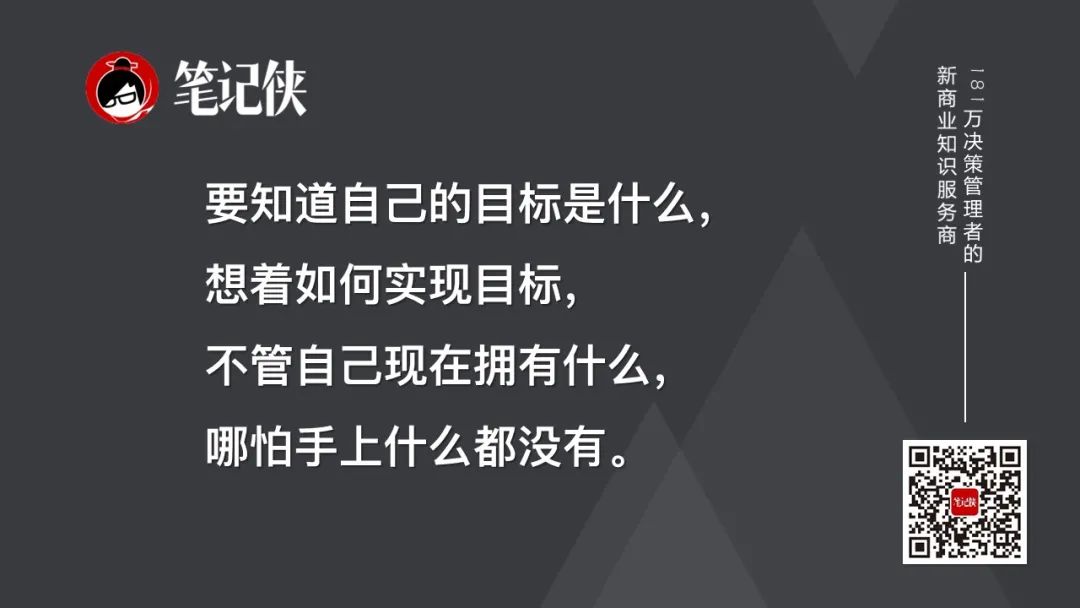 笔记侠
要知道自己的目标是什么，
想着如何实现目标，
不管自己现在拥有什么，
哪怕手上什么都没有。
181万决策管理者的
新商业知识服务商
笔记侠